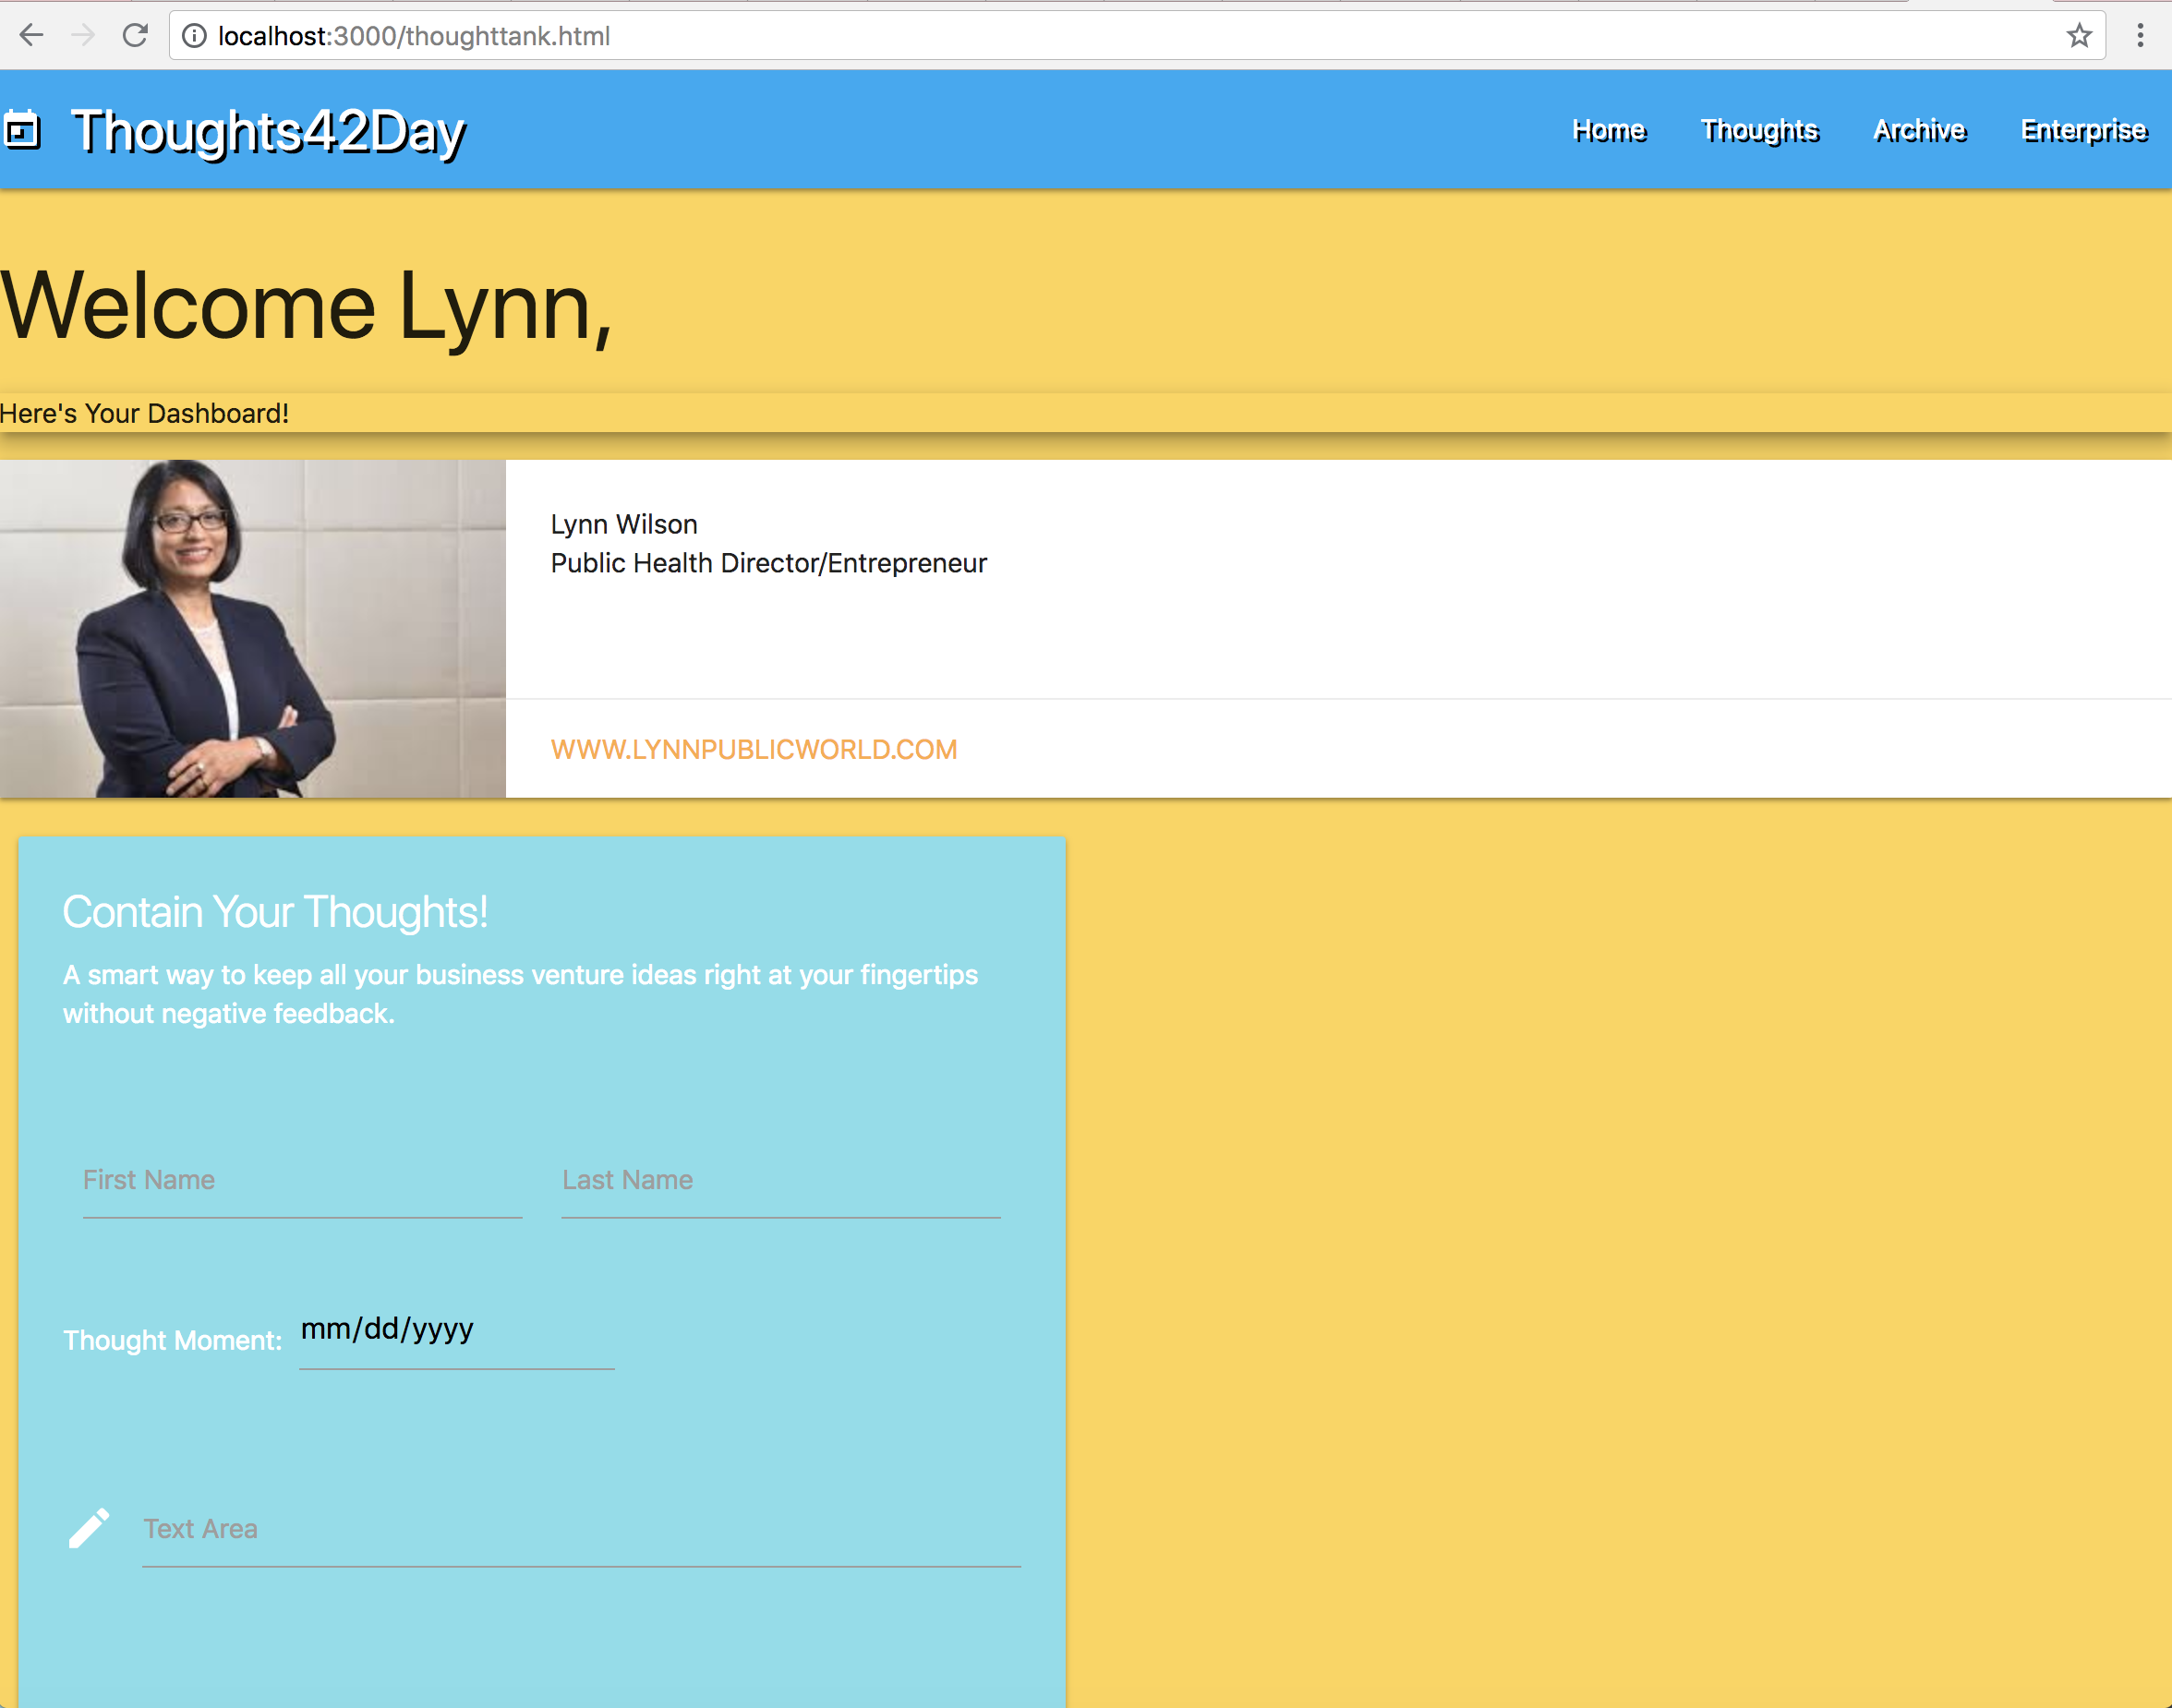 localhost:3000/thoughttank.html
Thoughts42Day
Home Thoughts Archive Enterprise
Welcome Lynn,
Here's Your Dashboard!
Lynn Wilson
Public Health Director/Entrepreneur
WWW.LYNNPUBLICWORLD.COM
Contain Your Thoughts!
A smart way to keep all your business venture ideas right at your fingertips
without negative feedback.
First Name Last Name
Thought Moment: mm/dd/yyyy
Text Area